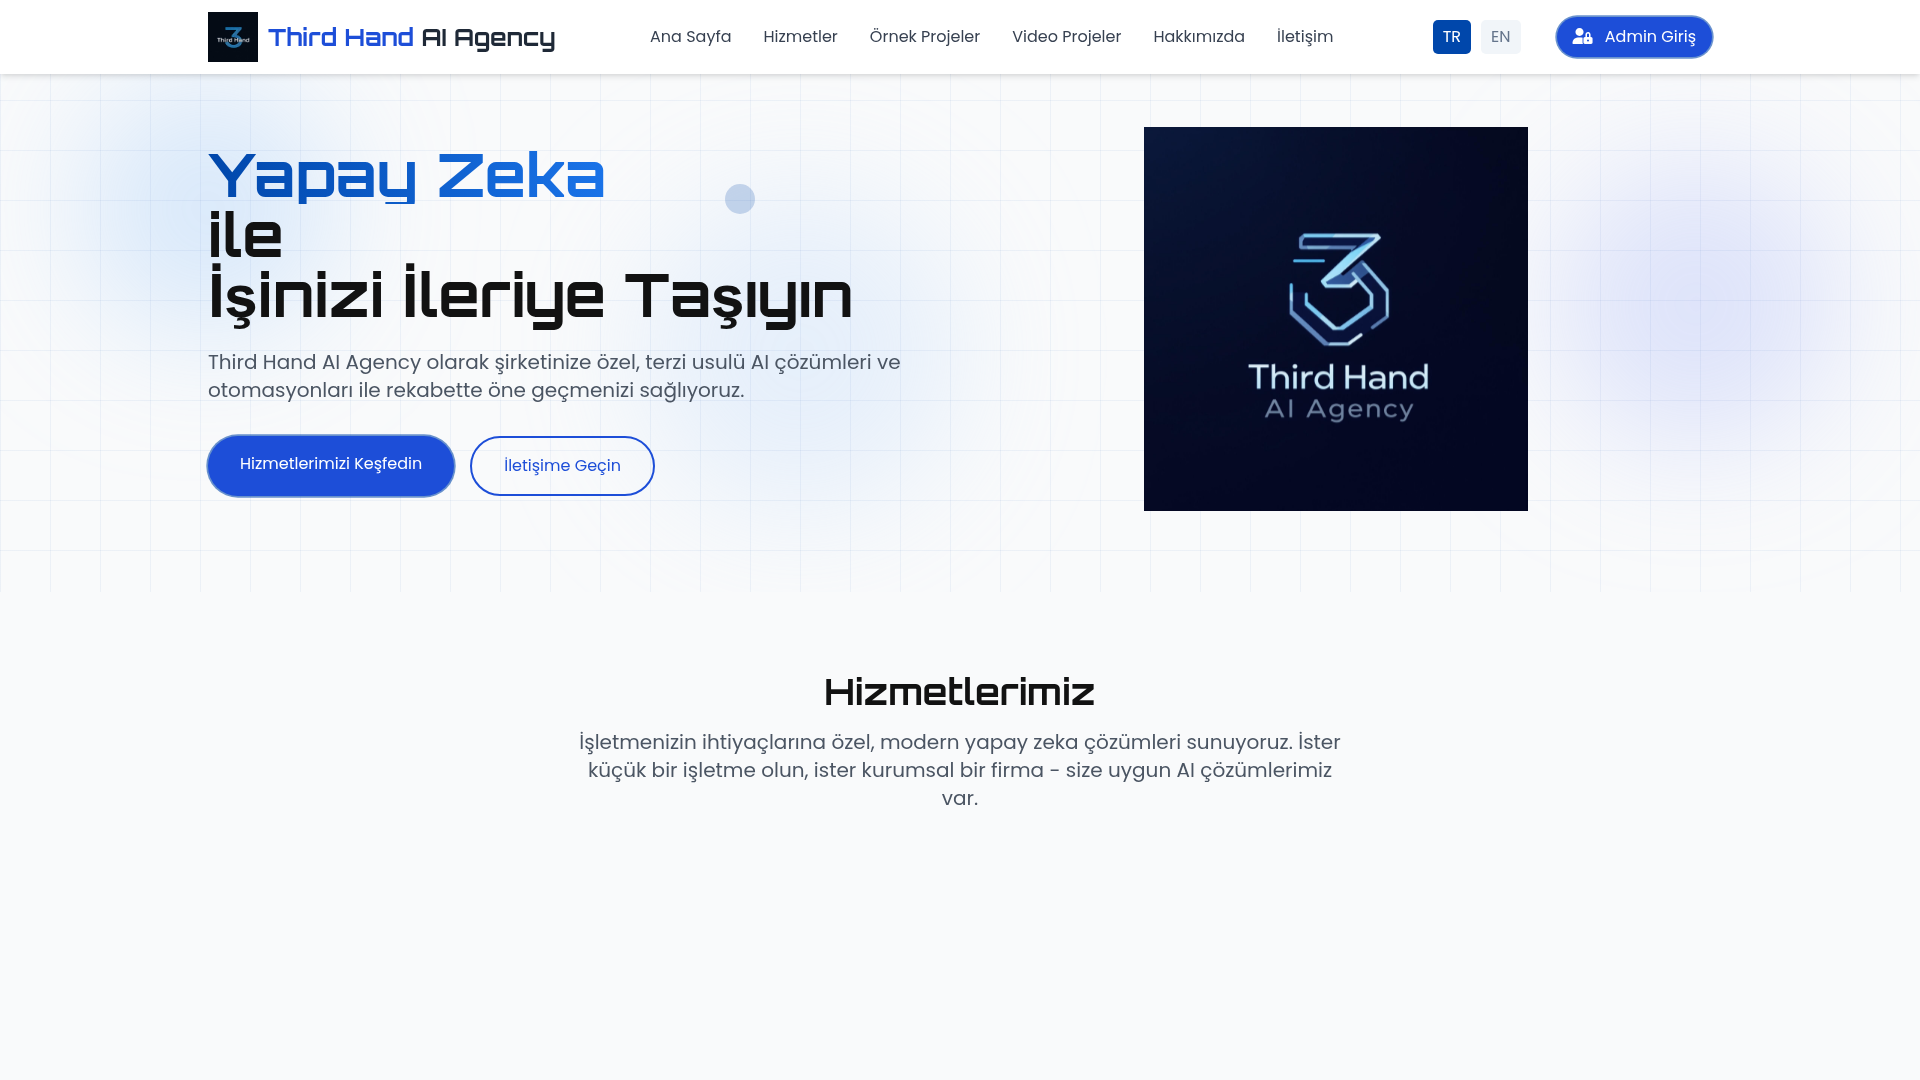 Third Hand
Third Hand AI Agency
Ana Sayfa
Hizmetler
Örnek Projeler
Video Projeler
Hakkımızda
İletişim
TR
EN
Admin Giriş
Yapay Zeka
ile
İşinizi İleriye Taşıyın
Third Hand AI Agency olarak şirketinize özel, terzi usulü AI çözümleri ve
otomasyonları ile rekabette öne geçmenizi sağlıyoruz.
Hizmetlerimizi Keşfedin
İletişime Geçin
3
Third Hand
AI Agency
Hizmetlerimiz
İşletmenizin ihtiyaçlarına özel, modern yapay zeka çözümleri sunuyoruz. İster
küçük bir işletme olun, ister kurumsal bir firma - size uygun AI çözümlerimiz
var.